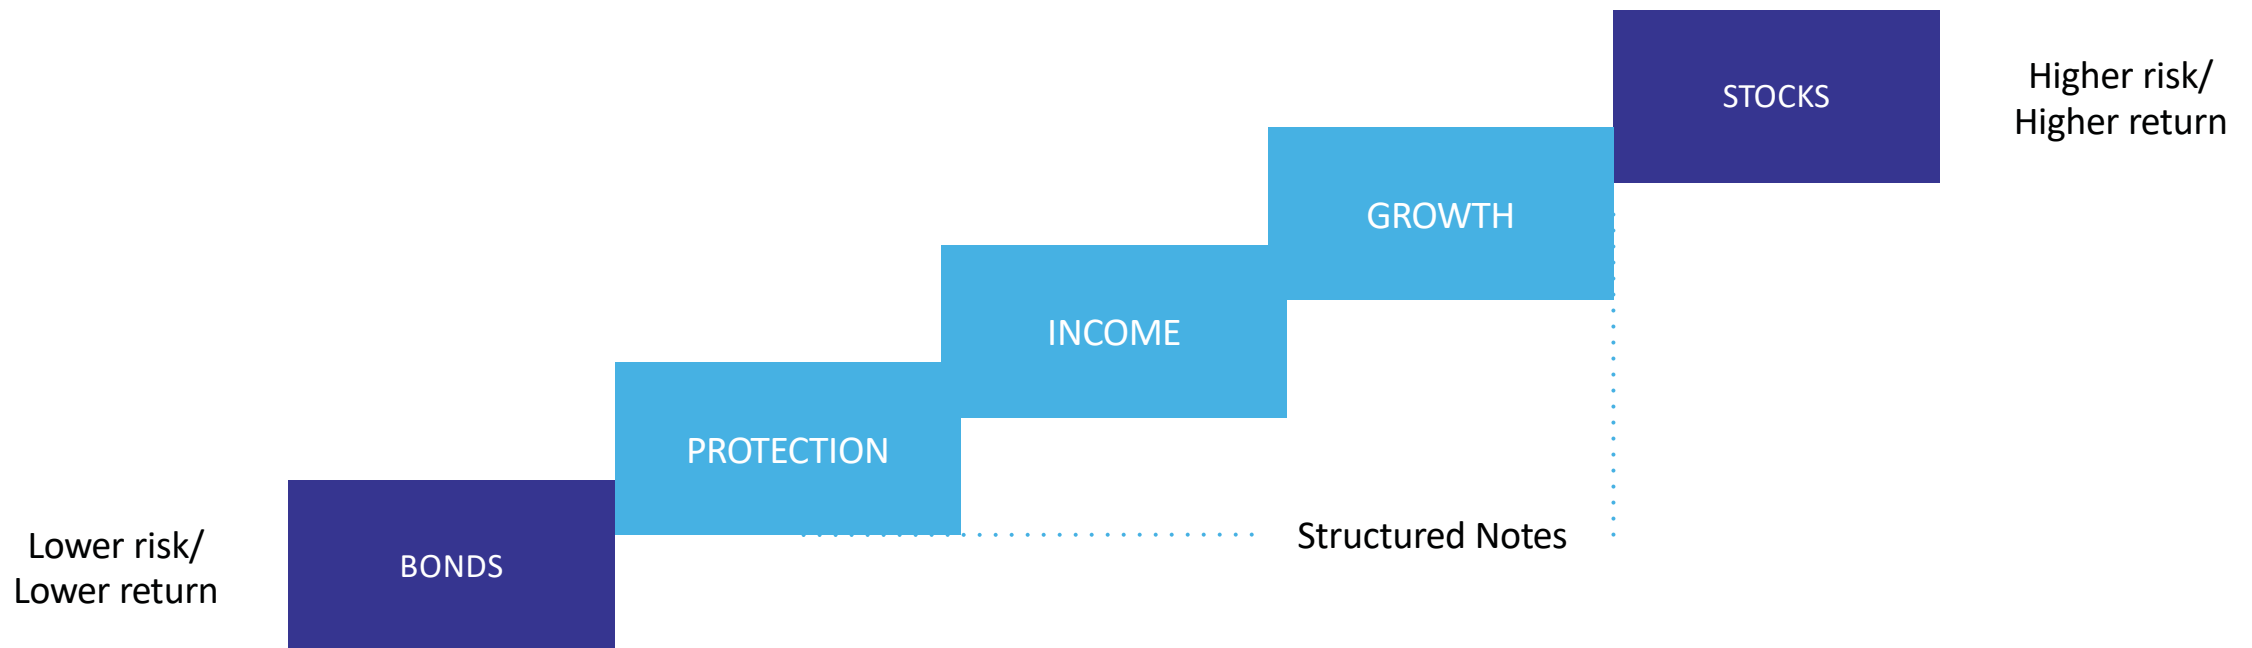 STOCKS
Higher risk/
Higher return
GROWTH
INCOME
PROTECTION
Structured Notes
Lower risk/
Lower return
BONDS